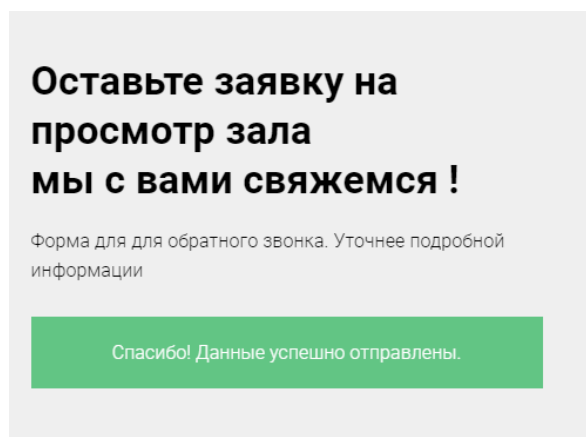 Оставьте заявку на
просмотр зала
мы с вами свяжемся !
Форма для для обратного звонка. Уточнее подробной
информации
Спасибо! Данные успешно отправлены.